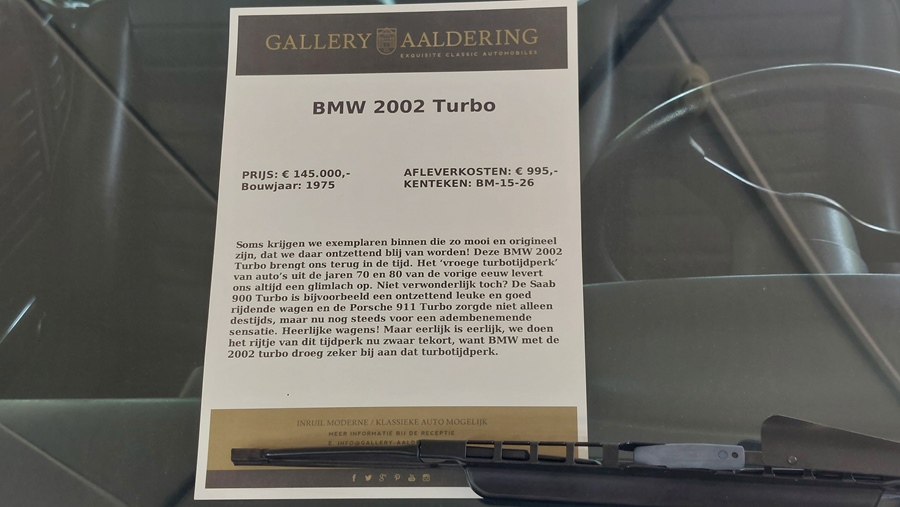 GALLERY AALDERING
EXQUISITE CLASSIC AUTOMOBILES
BMW 2002 Turbo
PRIJS: € 145.000,-
Bouwjaar: 1975
AFLEVERKOSTEN: € 995,-
KENTEKEN: BM-15-26
Soms krijgen we exemplaren binnen die zo mooi en origineel
zijn, dat we daar ontzettend blij van worden! Deze BMW 2002
Turbo brengt ons terug in de tijd. Het ‘vroege turbotijdperk’
van auto’s uit de jaren 70 en 80 van de vorige eeuw levert
ons altijd een glimlach op. Niet verwonderlijk toch? De Saab
900 Turbo is bijvoorbeeld een ontzettend leuke en goed
rijdende wagen en de Porsche 911 Turbo zorgde niet alleen
destijds, maar nu nog steeds voor een adembenemende
sensatie. Heerlijke wagens! Maar eerlijk is eerlijk, we doen
het rijtje van dit tijdperk nu zwaar tekort, want BMW met de
2002 turbo droeg zeker bij aan dat turbotijdperk.
INRUIL MODERNE / KLASSIEKE AUTO MOGELIJK
MEER INFORMATIE BIJ DE RECEPTIE